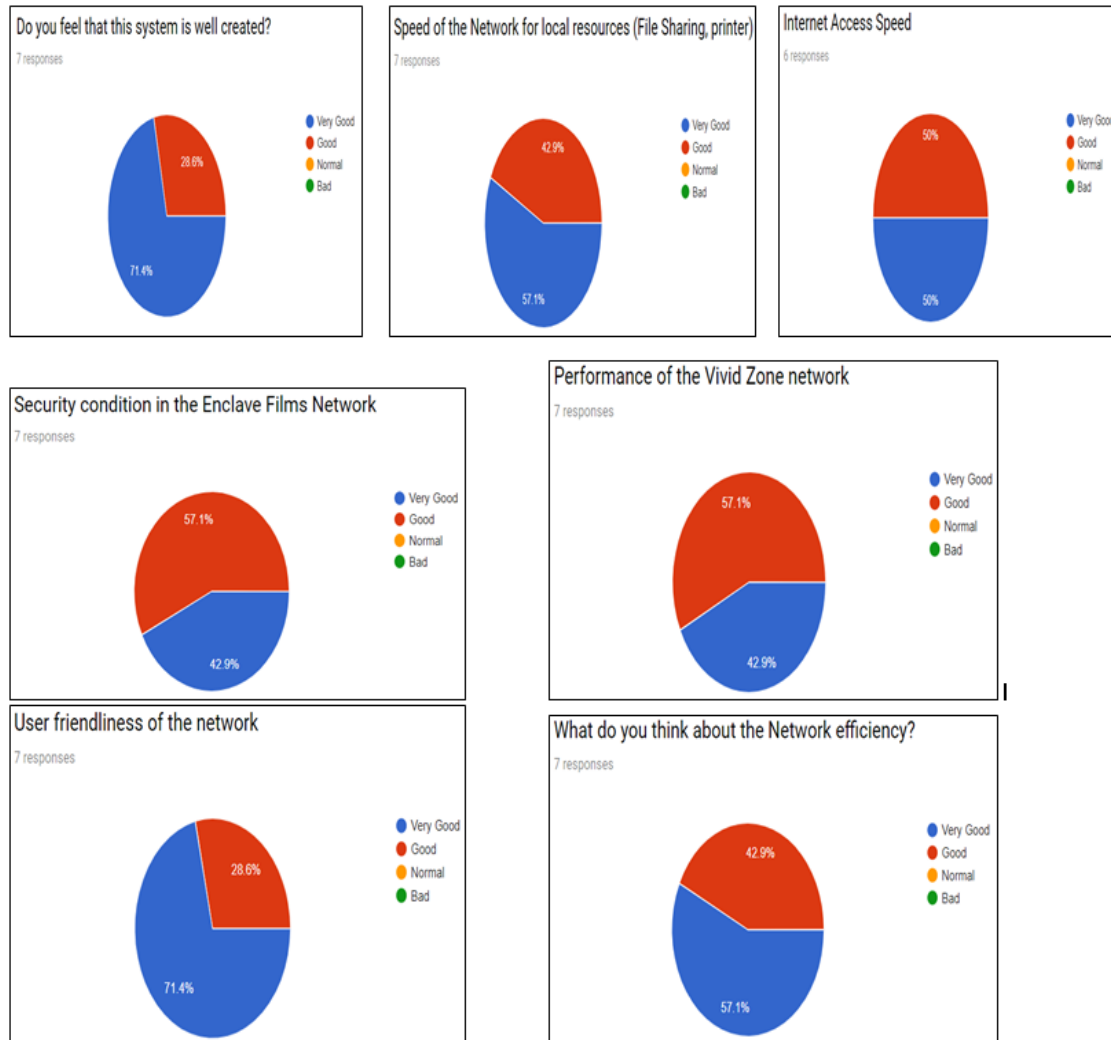 Do you feel that this system is well created?
7 responses
Very Good
Good
Normal
Bad
28.6%
71.4%
Speed of the Network for local resources (File Sharing, printer)
7 responses
Very Good
Good
Normal
Bad
42.9%
57.1%
Internet Access Speed
6 responses
Very Good
Good
Normal
Bad
50%
50%
Security condition in the Enclave Films Network
7 responses
Very Good
Good
Normal
Bad
57.1%
42.9%
Performance of the Vivid Zone network
7 responses
Very Good
Good
Normal
Bad
57.1%
42.9%
User friendliness of the network
7 responses
Very Good
Good
Normal
Bad
28.6%
71.4%
What do you think about the Network efficiency?
7 responses
Very Good
Good
Normal
Bad
42.9%
57.1%